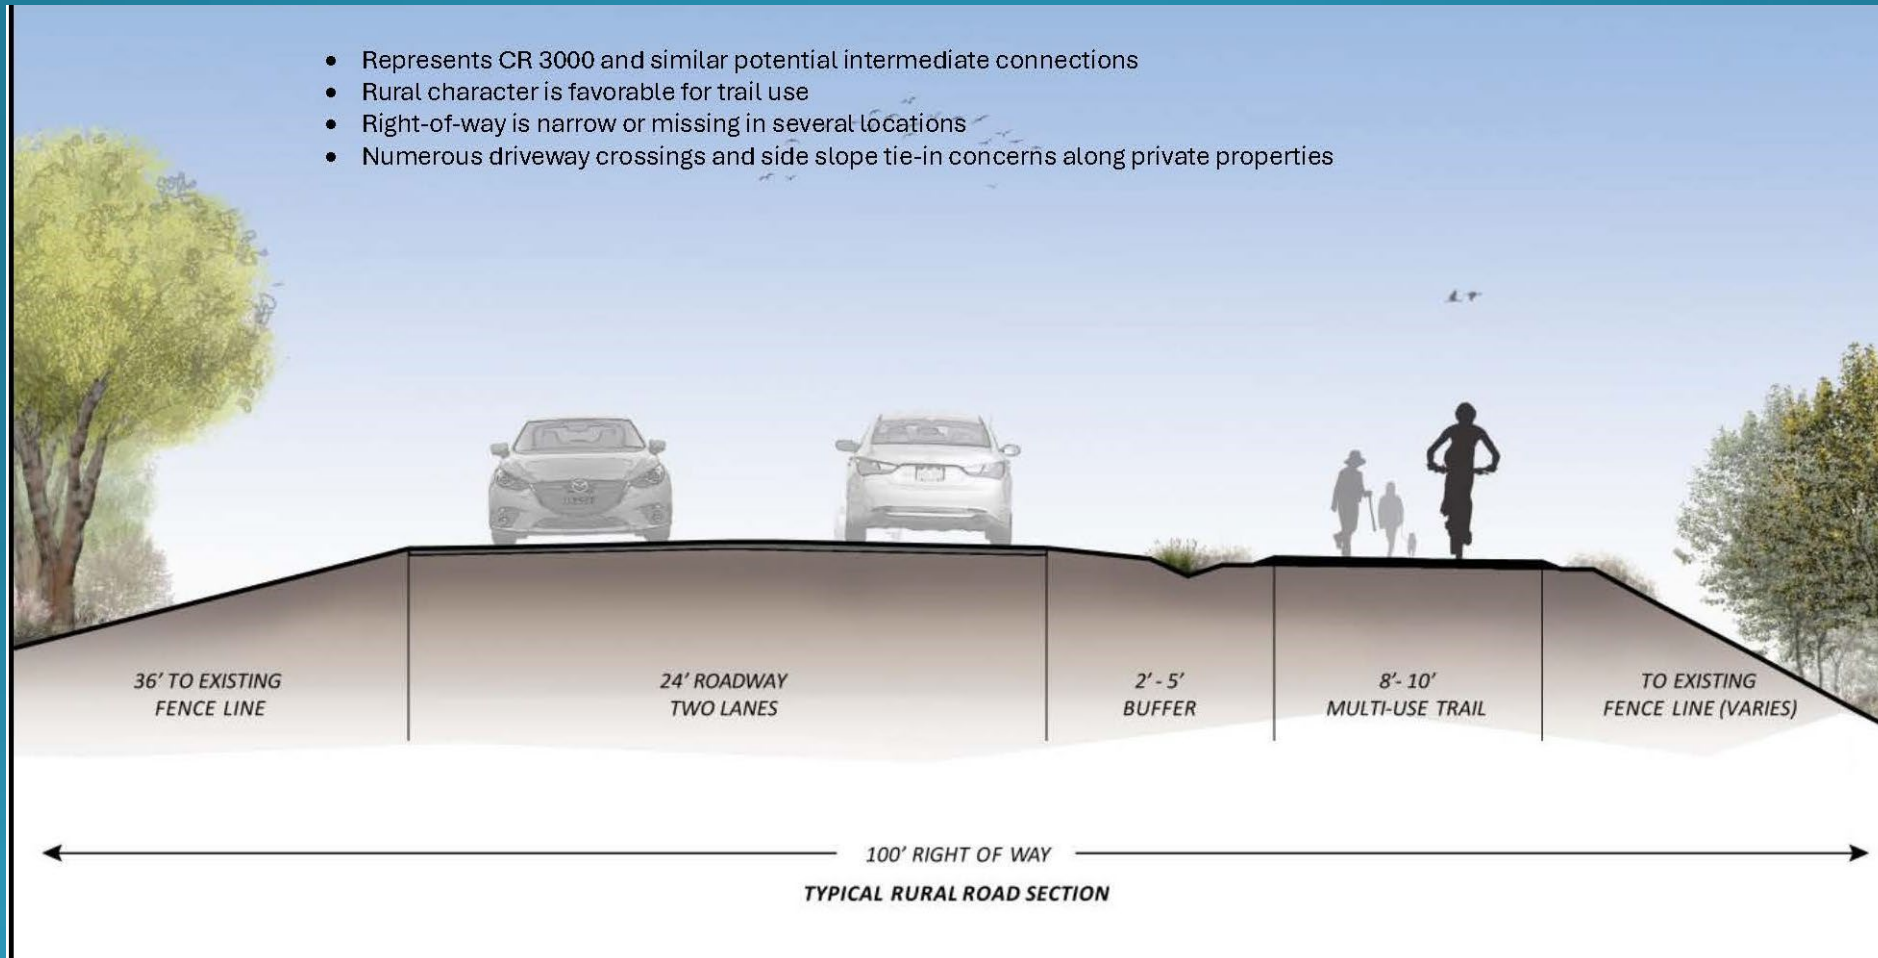 • Represents CR 3000 and similar potential intermediate connections
• Rural character is favorable for trail use
• Right-of-way is narrow or missing in several locations
• Numerous driveway crossings and side slope tie-in concerns along private properties
36' TO EXISTING
FENCE LINE
24' ROADWAY
TWO LANES
2' - 5'
BUFFER
8'- 10'
MULTI-USE TRAIL
TO EXISTING
FENCE LINE (VARIES)
100' RIGHT OF WAY
TYPICAL RURAL ROAD SECTION